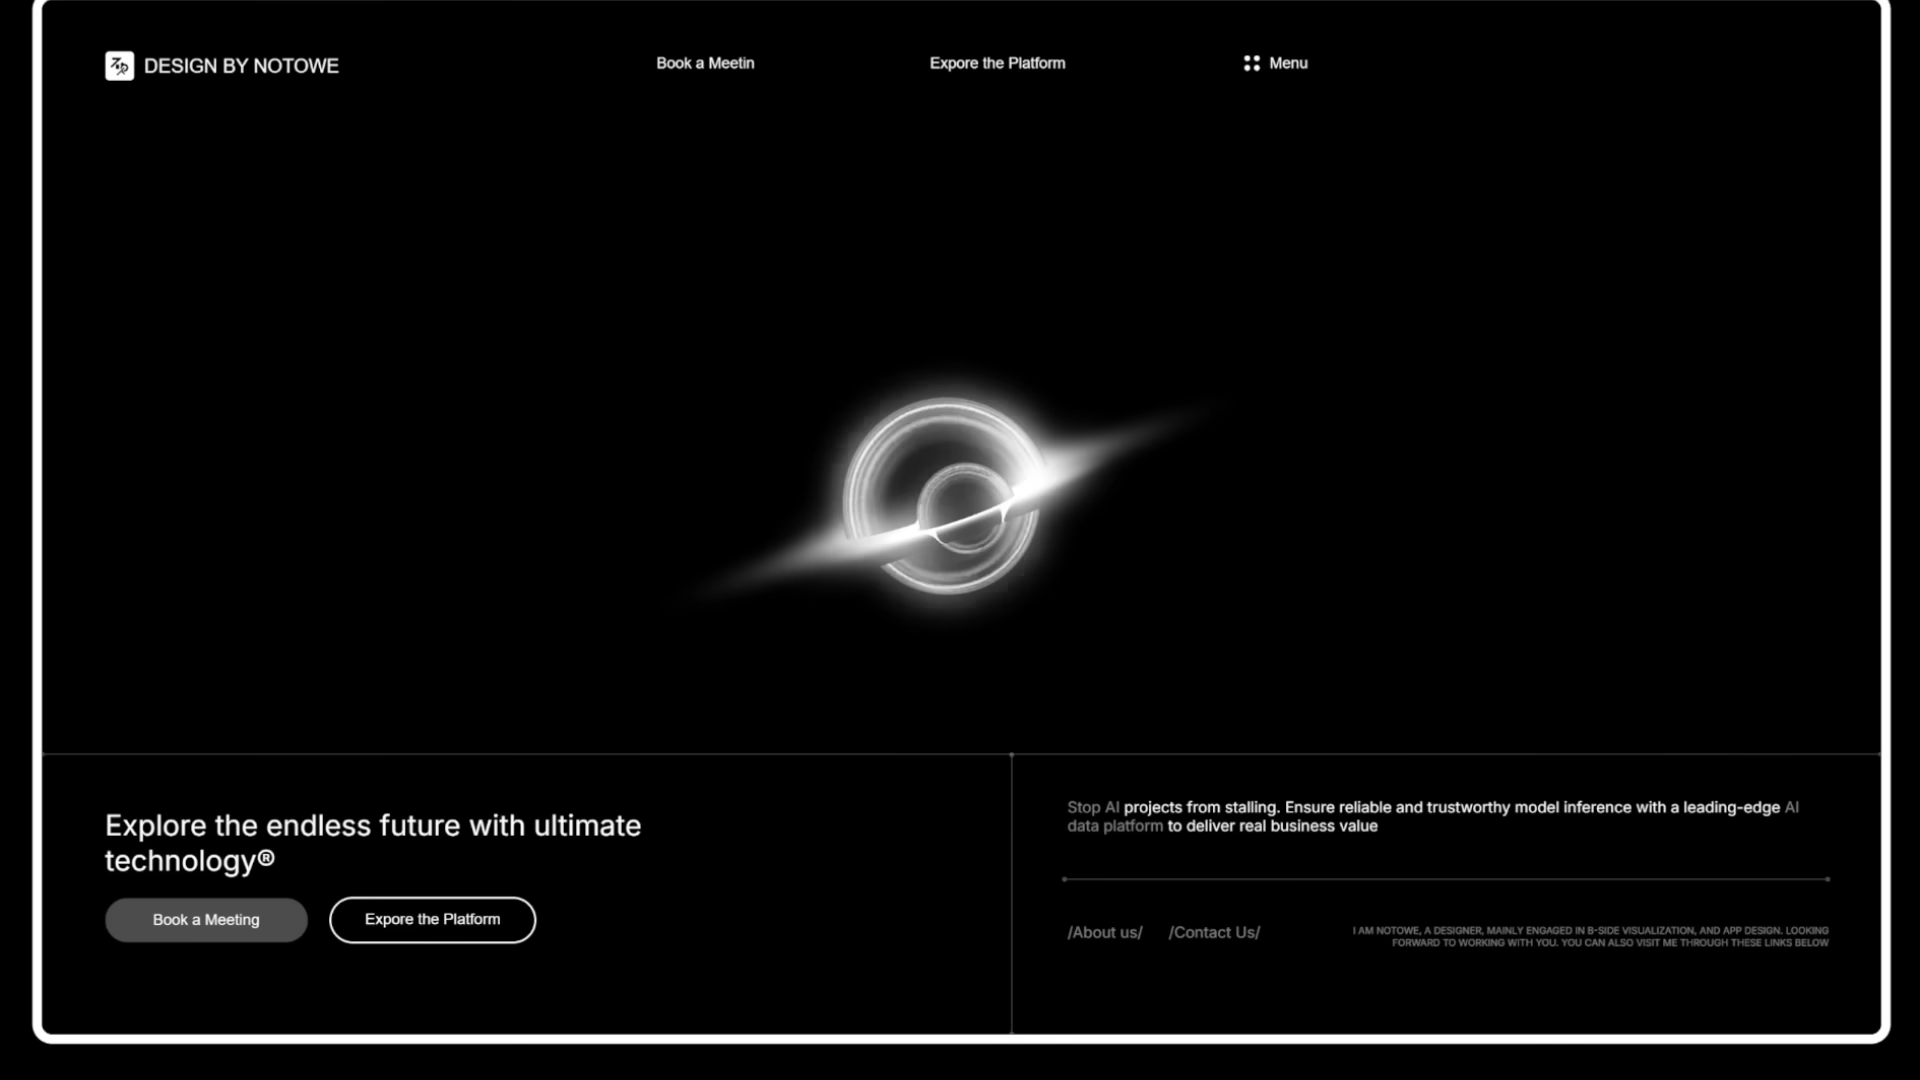 DESIGN BY NOTOWE
Book a Meetin
Expore the Platform
Menu
Explore the endless future with ultimate
technology®
Book a Meeting
Expore the Platform
Stop AI projects from stalling. Ensure reliable and trustworthy model inference with a leading-edge AI
data platform to deliver real business value
/About us/
/Contact Us/
I AM NOTOWE, A DESIGNER, MAINLY ENGAGED IN B-SIDE VISUALIZATION, AND APP DESIGN. LOOKING
FORWARD TO WORKING WITH YOU. YOU CAN ALSO VISIT ME THROUGH THESE LINKS BELOW